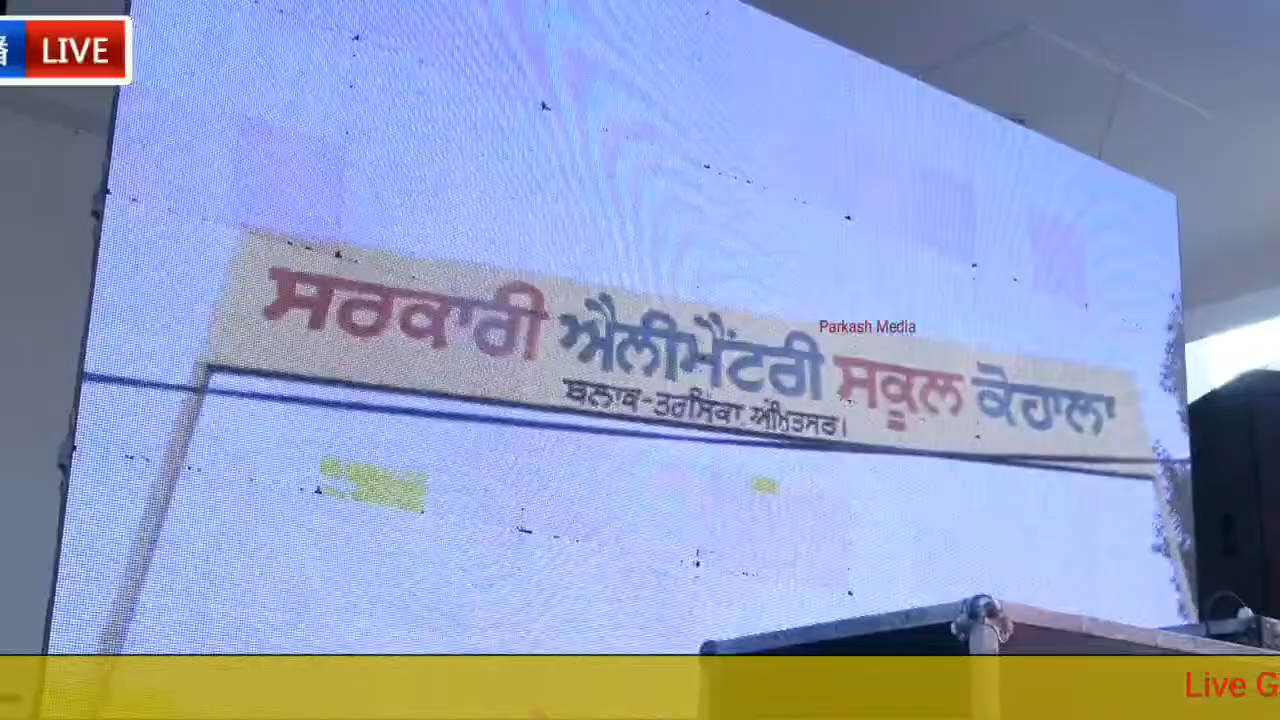 LIVE
ਸਰਕਾਰੀ ਐਲੀਮੈਂਟਰੀ ਸਕੂਲ ਕੋਹਾਲਾ
ਬਲਾਕ-ਤਰਸਿਕਾ ਅੰਮ੍ਰਿਤਸਰ।
Parkash Media
Live G